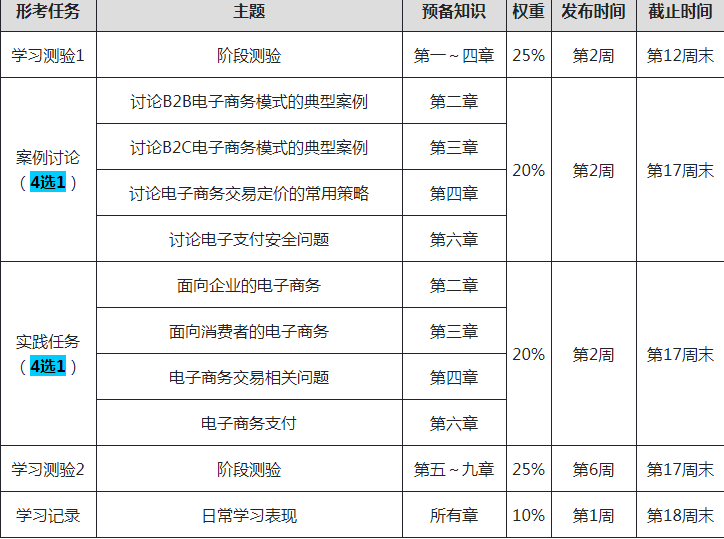 形考任务 主题 预备知识 权重 发布时间 截止时间
学习测验1 阶段测验 第一～四章 25% 第2周 第12周末
案例讨论
（4选1）
讨论B2B电子商务模式的典型案例 第二章
讨论B2C电子商务模式的典型案例 第三章
讨论电子商务交易定价的常用策略 第四章
讨论电子支付安全问题 第六章
20% 第2周 第17周末
实践任务
（4选1）
面向企业的电子商务 第二章
面向消费者的电子商务 第三章
电子商务交易相关问题 第四章
电子商务支付 第六章
20% 第2周 第17周末
学习测验2 阶段测验 第五～九章 25% 第6周 第17周末
学习记录 日常学习表现 所有章 10% 第1周 第18周末